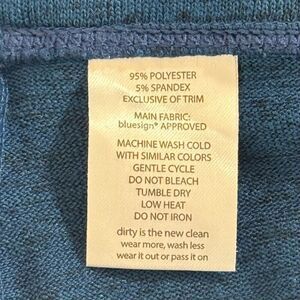 95% POLYESTER
5% SPANDEX
EXCLUSIVE OF TRIM
MAIN FABRIC:
bluesign® APPROVED
MACHINE WASH COLD
WITH SIMILAR COLORS
GENTLE CYCLE
DO NOT BLEACH
TUMBLE DRY
LOW HEAT
DO NOT IRON
dirty is the new clean
wear more, wash less
wear it out or pass it on